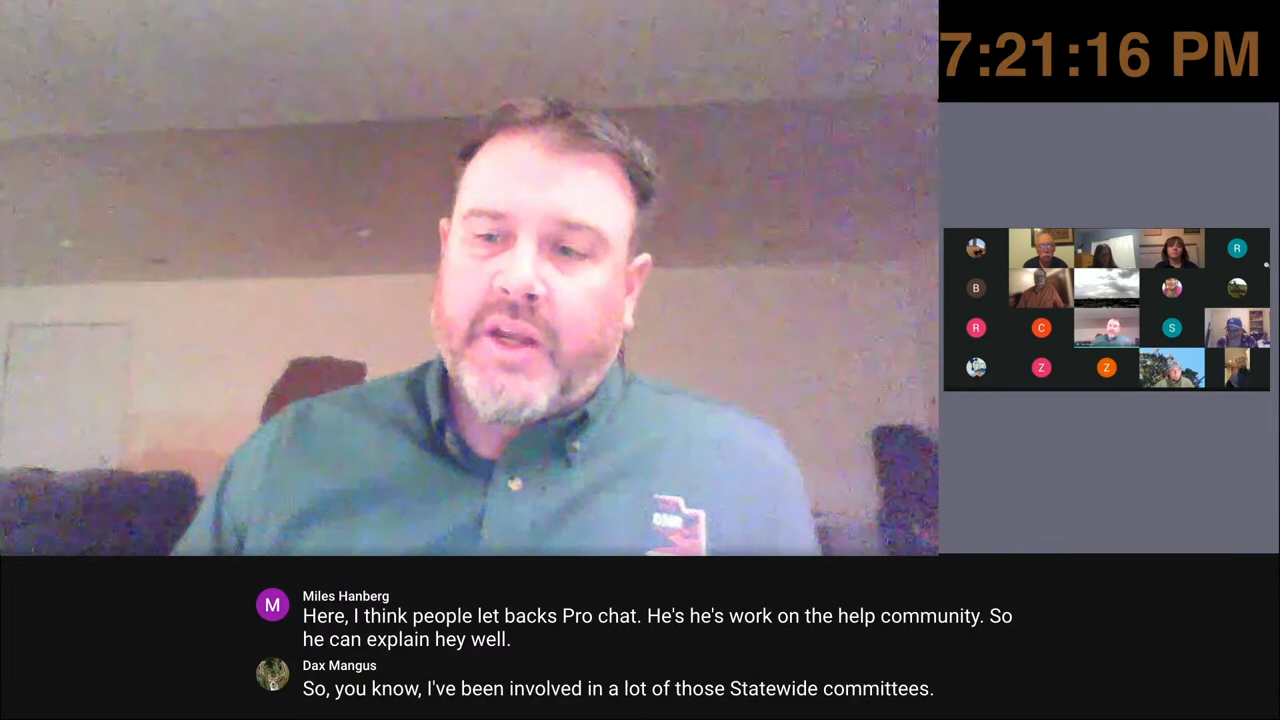 7:21:16 PM
R
B
R
C
S
Z
Z
DNR
M
Miles Hanberg
Here, I think people let backs Pro chat. He's he's work on the help community. So
he can explain hey well.
Dax Mangus
So, you know, I've been involved in a lot of those Statewide committees.